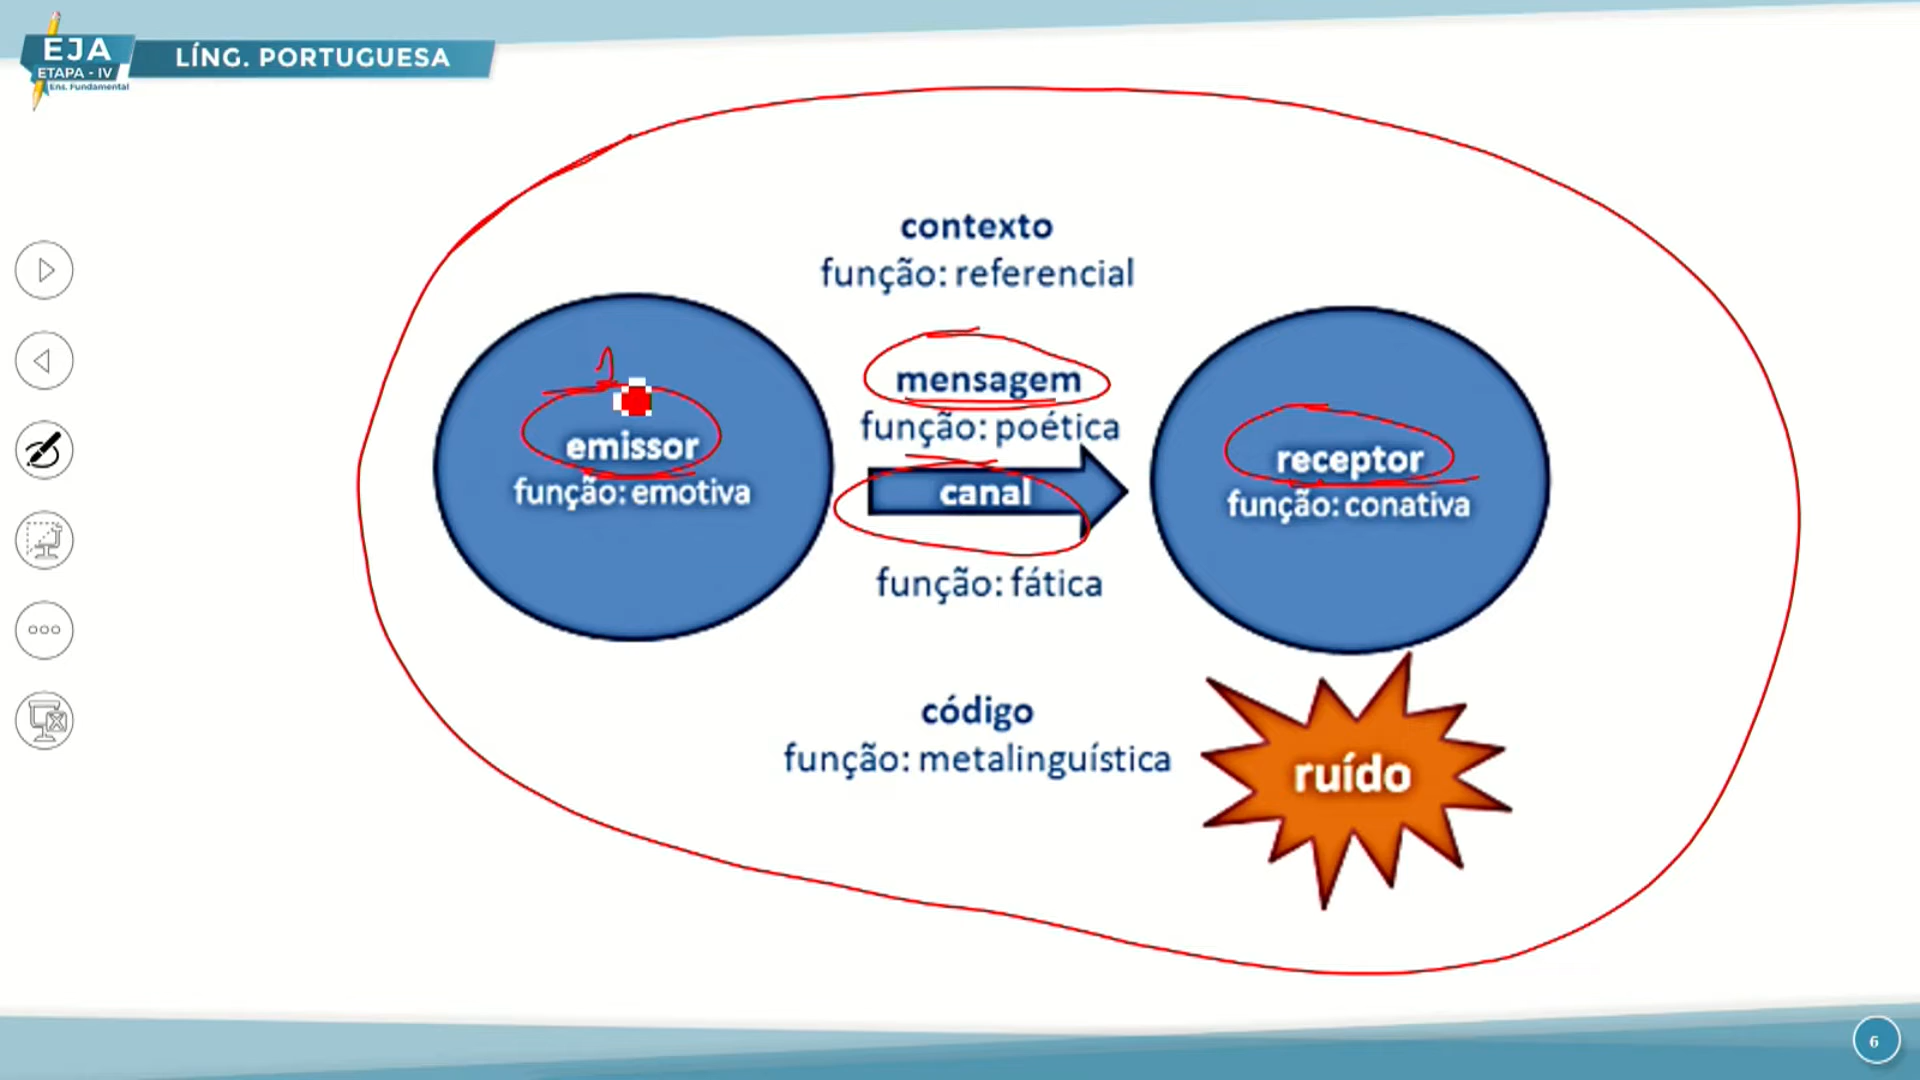 EJA
ETAPA - IV
Ens. Fundamental
LÍNG. PORTUGUESA
contexto
função: referencial
1
mensagem
função: poética
emissor
função: emotiva
canal
função: fática
receptor
função: conativa
código
função: metalinguística
ruído
6